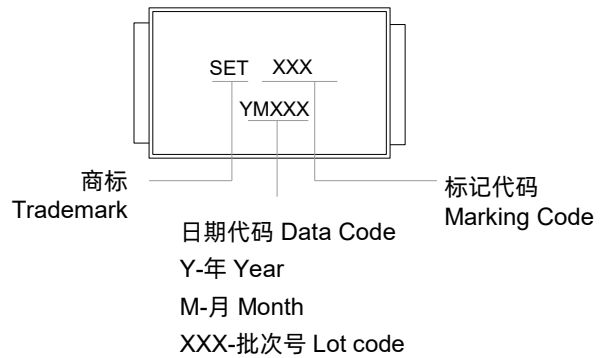 SET XXX
YMXXX
商标
Trademark
标记代码
Marking Code
日期代码 Data Code
Y-年 Year
M-月 Month
XXX-批次号 Lot code